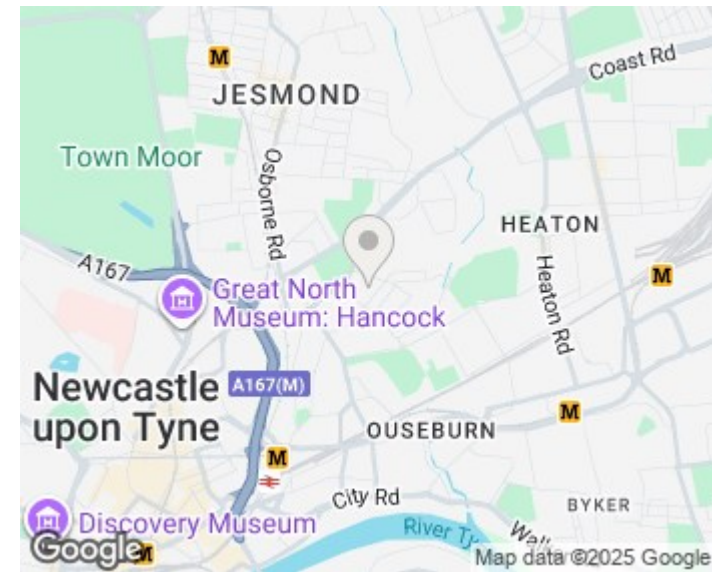 M
Coast Rd
JESMOND
Town Moor
Osborne Rd
HEATON
A167
M
Great North
Museum: Hancock
Heaton Rd
Newcastle
upon Tyne
A167(M)
M
OUSEBURN
M
City Rd
BYKER
Discovery Museum
River Ty
Google
M
Map data ©2025 Google